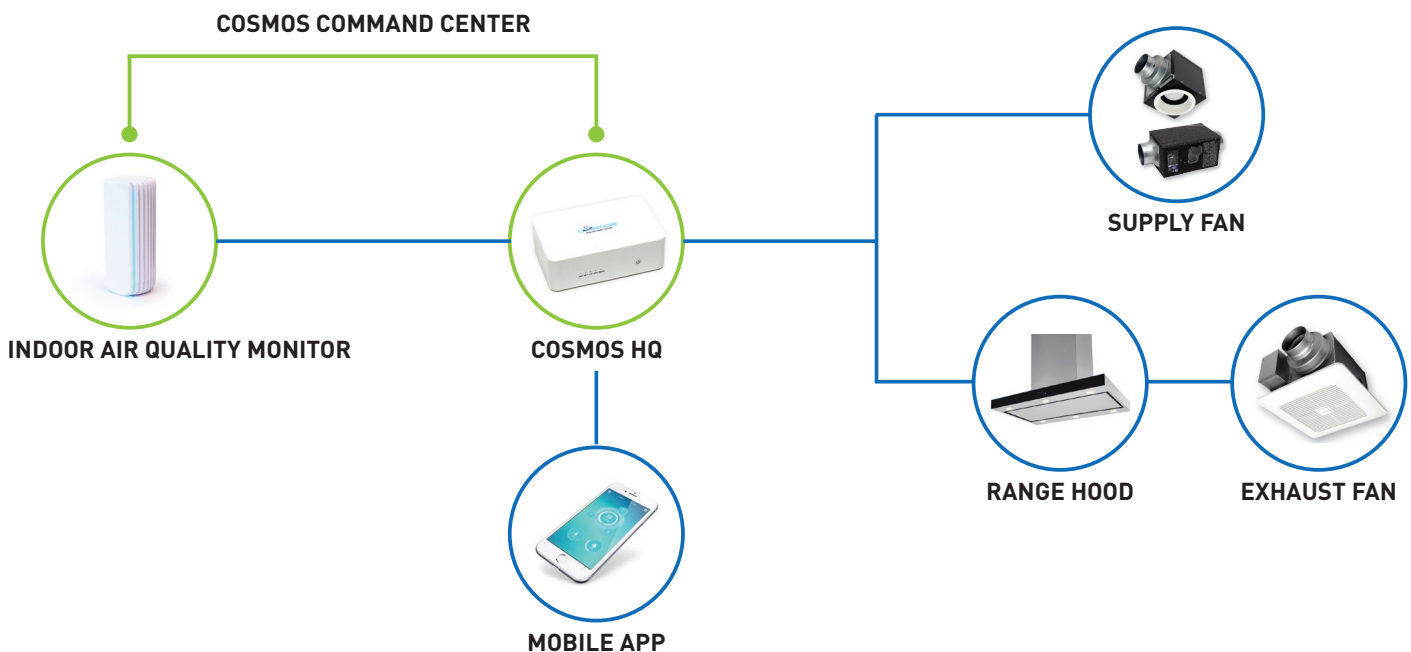 COSMOS COMMAND CENTER
SUPPLY FAN
INDOOR AIR QUALITY MONITOR
COSMOS HQ
RANGE HOOD
EXHAUST FAN
MOBILE APP